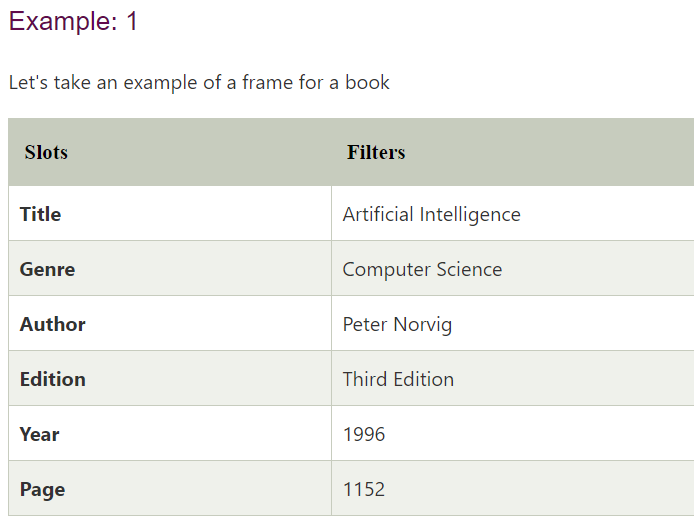 Example: 1
Let's take an example of a frame for a book
Slots Filters
Title Artificial Intelligence
Genre Computer Science
Author Peter Norvig
Edition Third Edition
Year 1996
Page 1152